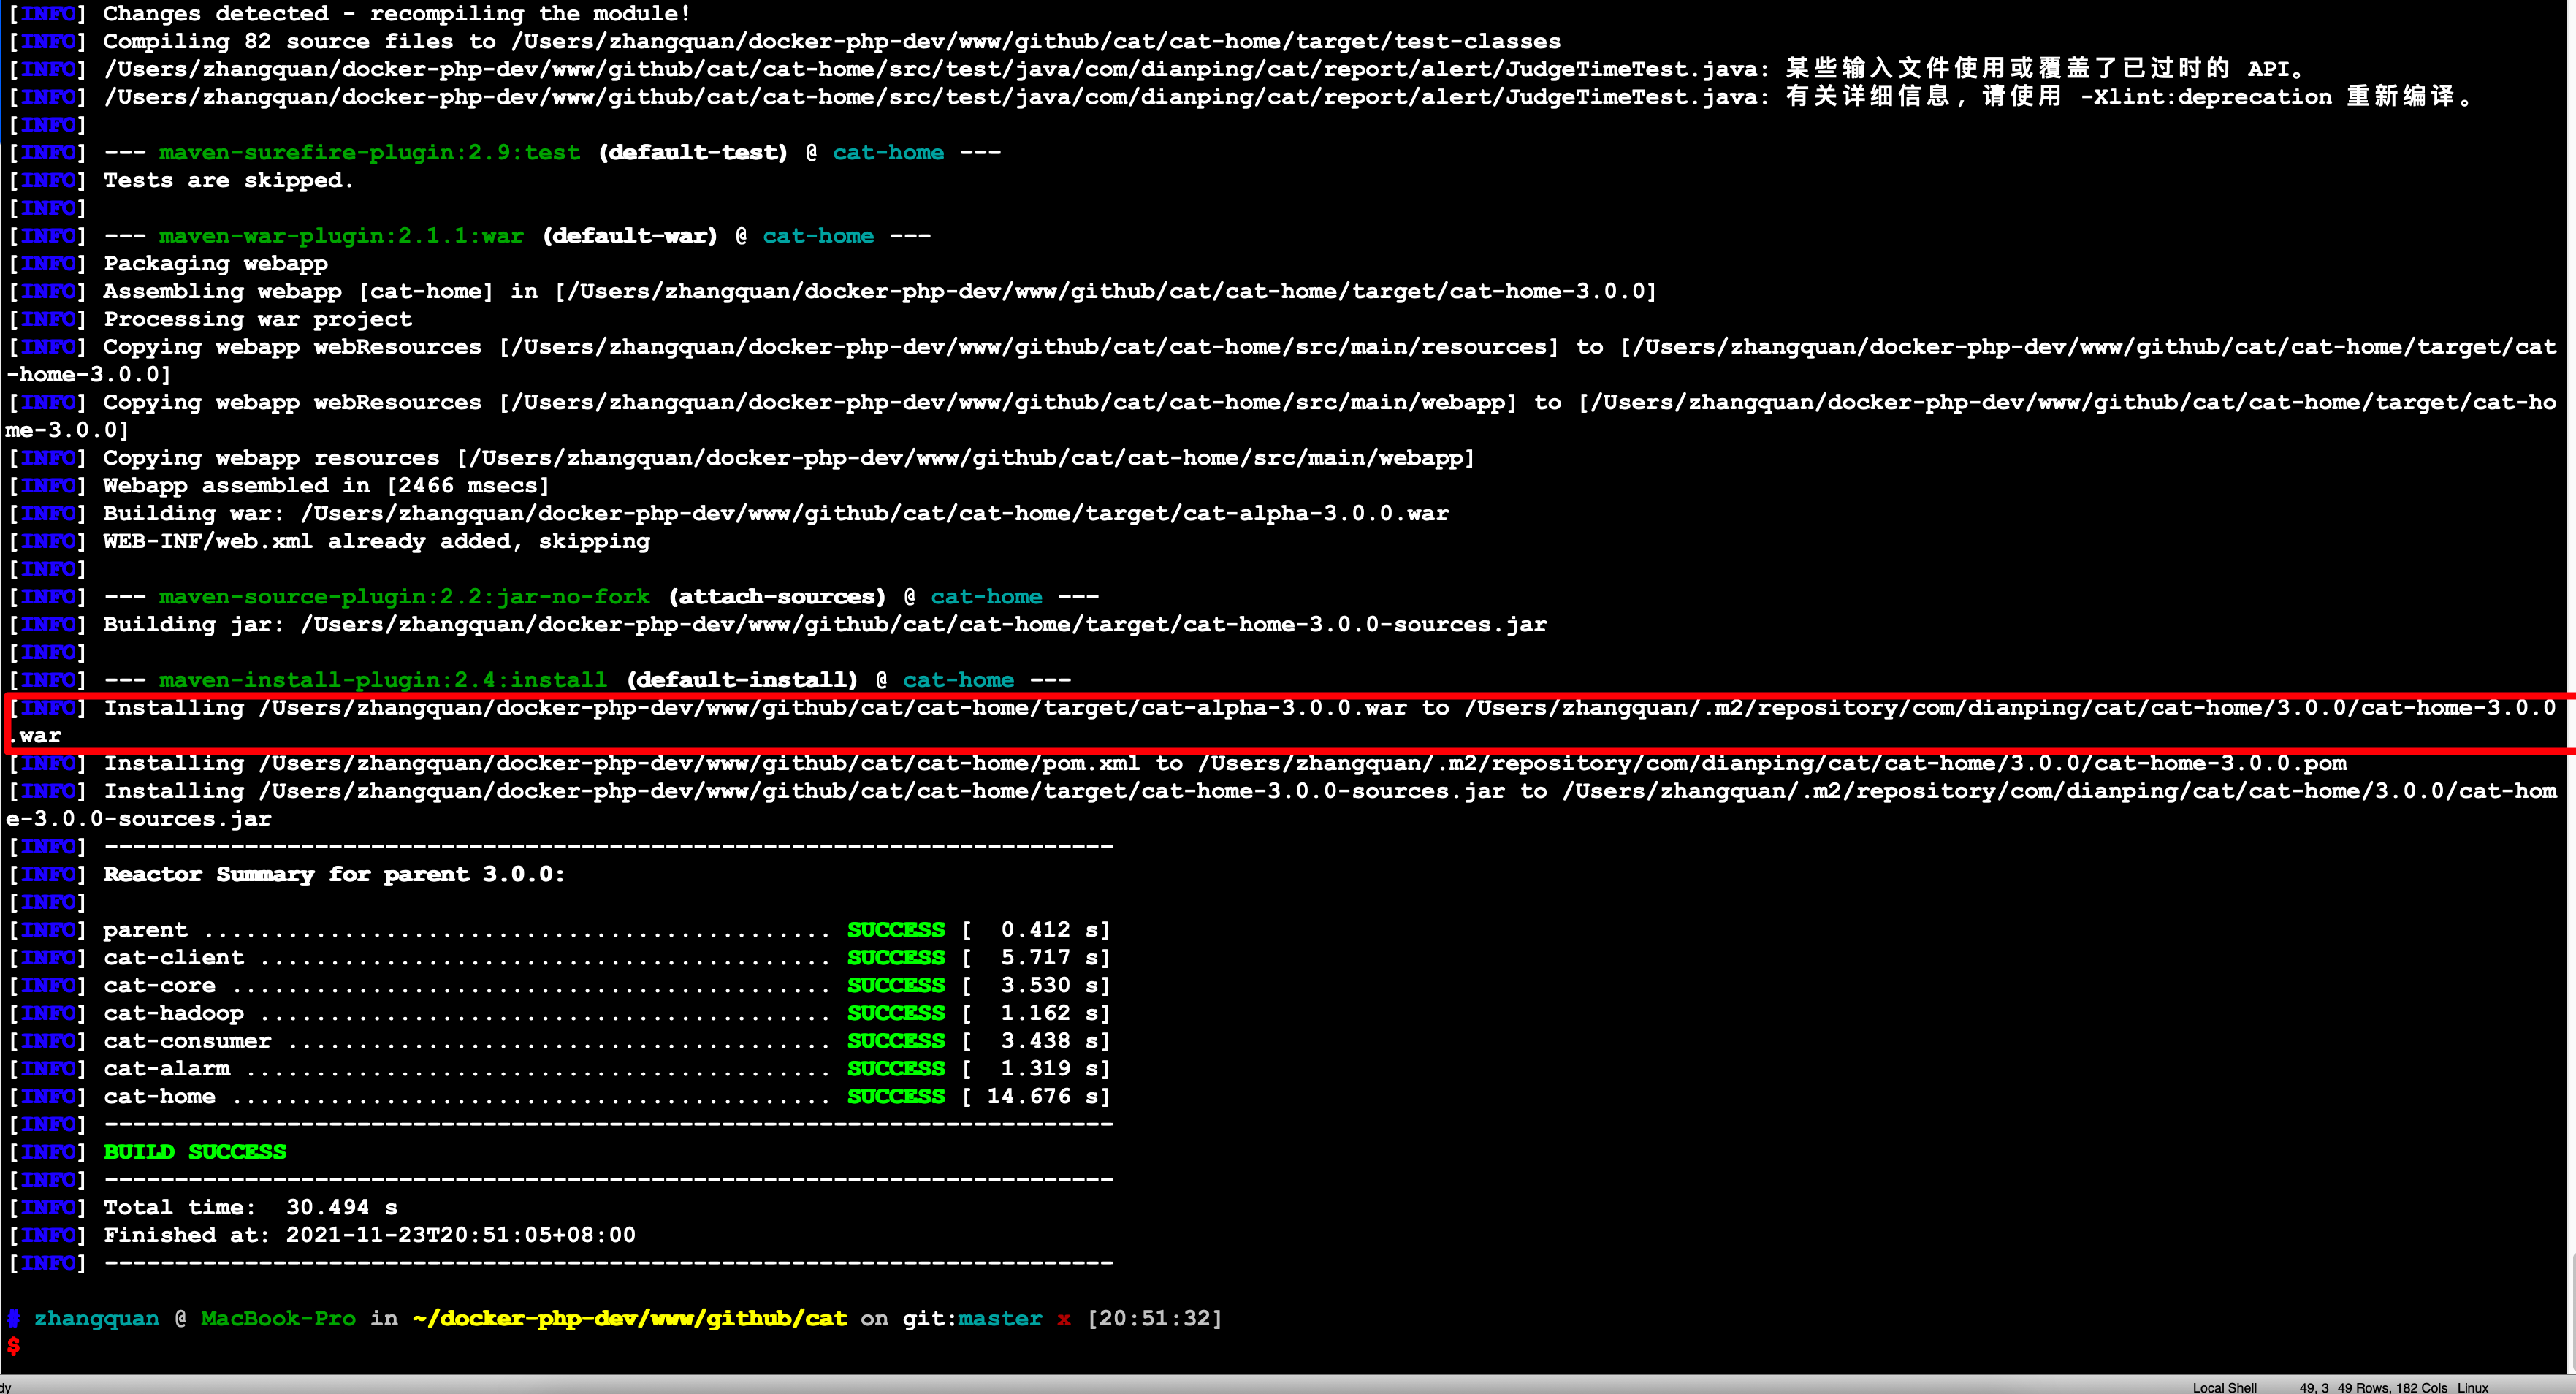 [INFO] Changes detected - recompiling the module!
[INFO] Compiling 82 source files to /Users/zhangquan/docker-php-dev/www/github/cat/cat-home/target/test-classes
[INFO] /Users/zhangquan/docker-php-dev/www/github/cat/cat-home/src/test/java/com/dianping/cat/report/alert/JudgeTimeTest.java: 某些输入文件使用或覆盖了已过时的 API。
[INFO] /Users/zhangquan/docker-php-dev/www/github/cat/cat-home/src/test/java/com/dianping/cat/report/alert/JudgeTimeTest.java: 有关详细信息, 请使用 -Xlint:deprecation 重新编译。
[INFO]
[INFO] --- maven-surefire-plugin:2.9:test (default-test) @ cat-home ---
[INFO] Tests are skipped.
[INFO]
[INFO] --- maven-war-plugin:2.1.1:war (default-war) @ cat-home ---
[INFO] Packaging webapp
[INFO] Assembling webapp [cat-home] in [/Users/zhangquan/docker-php-dev/www/github/cat/cat-home/target/cat-home-3.0.0]
[INFO] Processing war project
[INFO] Copying webapp webResources [/Users/zhangquan/docker-php-dev/www/github/cat/cat-home/src/main/resources] to [/Users/zhangquan/docker-php-dev/www/github/cat/cat-home/target/cat
-home-3.0.0]
[INFO] Copying webapp webResources [/Users/zhangquan/docker-php-dev/www/github/cat/cat-home/src/main/webapp] to [/Users/zhangquan/docker-php-dev/www/github/cat/cat-home/target/cat-ho
me-3.0.0]
[INFO] Copying webapp resources [/Users/zhangquan/docker-php-dev/www/github/cat/cat-home/src/main/webapp]
[INFO] Webapp assembled in [2466 msecs]
[INFO] Building war: /Users/zhangquan/docker-php-dev/www/github/cat/cat-home/target/cat-alpha-3.0.0.war
[INFO] WEB-INF/web.xml already added, skipping
[INFO]
[INFO] --- maven-source-plugin:2.2:jar-no-fork (attach-sources) @ cat-home ---
[INFO] Building jar: /Users/zhangquan/docker-php-dev/www/github/cat/cat-home/target/cat-home-3.0.0-sources.jar
[INFO]
[INFO] --- maven-install-plugin:2.4:install (default-install) @ cat-home ---
[INFO] Installing /Users/zhangquan/docker-php-dev/www/github/cat/cat-home/target/cat-alpha-3.0.0.war to /Users/zhangquan/.m2/repository/com/dianping/cat/cat-home/3.0.0/cat-home-3.0.0
.war
[INFO] Installing /Users/zhangquan/docker-php-dev/www/github/cat/cat-home/pom.xml to /Users/zhangquan/.m2/repository/com/dianping/cat/cat-home/3.0.0/cat-home-3.0.0.pom
[INFO] Installing /Users/zhangquan/docker-php-dev/www/github/cat/cat-home/target/cat-home-3.0.0-sources.jar to /Users/zhangquan/.m2/repository/com/dianping/cat/cat-home/3.0.0/cat-hom
e-3.0.0-sources.jar
[INFO] ------------------------------------------------------------------------
[INFO] Reactor Summary for parent 3.0.0:
[INFO]
[INFO] parent ............................................. SUCCESS [  0.412 s]
[INFO] cat-client ......................................... SUCCESS [  5.717 s]
[INFO] cat-core ........................................... SUCCESS [  3.530 s]
[INFO] cat-hadoop ......................................... SUCCESS [  1.162 s]
[INFO] cat-consumer ....................................... SUCCESS [  3.438 s]
[INFO] cat-alarm .......................................... SUCCESS [  1.319 s]
[INFO] cat-home ........................................... SUCCESS [ 14.676 s]
[INFO] ------------------------------------------------------------------------
[INFO] BUILD SUCCESS
[INFO] ------------------------------------------------------------------------
[INFO] Total time:  30.494 s
[INFO] Finished at: 2021-11-23T20:51:05+08:00
[INFO] ------------------------------------------------------------------------
# zhangquan @ MacBook-Pro in ~/docker-php-dev/www/github/cat on git:master x [20:51:32]
$
dy Local Shell 49, 3 49 Rows, 182 Cols Linux